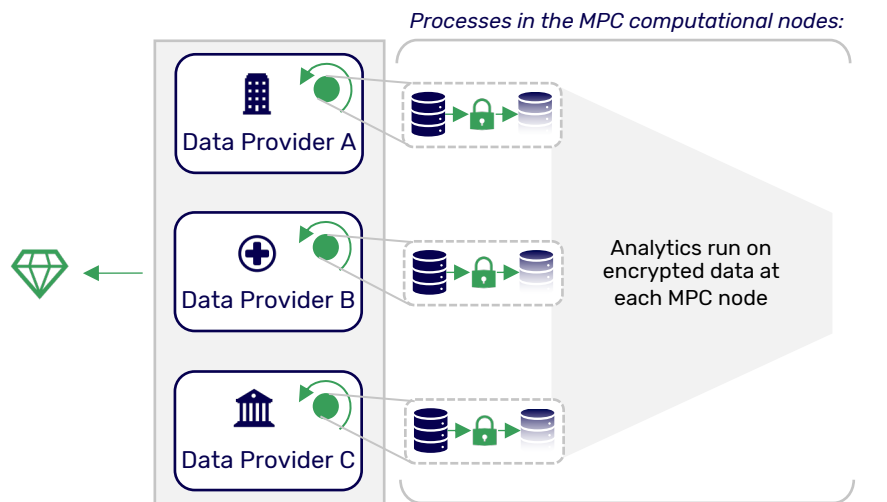 Processes in the MPC computational nodes:
Data Provider A
Data Provider B
Analytics run on
encrypted data at
each MPC node
Data Provider C